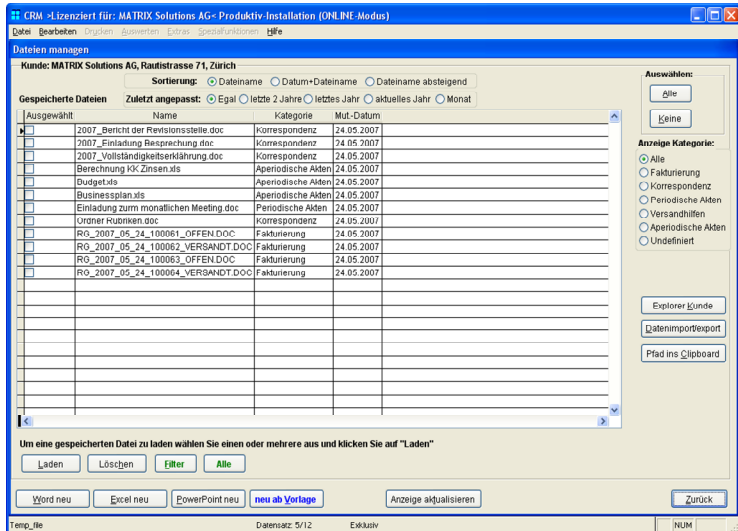 CRM >Lizenziert für: MATRIX Solutions AG< Produktiv-Installation (ONLINE-Modus)
Datei Bearbeiten Drucken Auswerten Extras Spezialfunktionen Hilfe
Dateien managen
Kunde: MATRIX Solutions AG, Rautistrasse 71, Zürich
Sortierung: Dateiname Datum+Dateiname Dateiname absteigend
Gespeicherte Dateien Zuletzt angepasst: Egal letzte 2 Jahre letztes Jahr aktuelles Jahr Monat
Ausgewählt Name Kategorie Mut.-Datum
2007_Bericht der Revisionsstelle.doc Korrespondenz 24.05.2007
2007_Einladung Besprechung.doc Korrespondenz 24.05.2007
2007_Vollständigkeitserklährung.doc Korrespondenz 24.05.2007
Berechnung KK Zinsen.xls Aperiodische Akten 24.05.2007
Budget.xls Aperiodische Akten 24.05.2007
Businessplan.xls Aperiodische Akten 24.05.2007
Einladung zurm monatlichen Meeting.doc Periodische Akten 24.05.2007
Ordner Rubriken.doc Korrespondenz 24.05.2007
RG_2007_05_24_100061_OFFEN.DOC Fakturierung 24.05.2007
RG_2007_05_24_100062_VERSANDT.DOC Fakturierung 24.05.2007
RG_2007_05_24_100063_OFFEN.DOC Fakturierung 24.05.2007
RG_2007_05_24_100064_VERSANDT.DOC Fakturierung 24.05.2007
Auswählen:
Alle
Keine
Anzeige Kategorie:
Alle
Fakturierung
Korrespondenz
Periodische Akten
Versandhilfen
Aperiodische Akten
Undefiniert
Explorer Kunde
Datenimport/export
Pfad ins Clipboard
Um eine gespeicherten Datei zu laden wählen Sie einen oder mehrere aus und klicken Sie auf "Laden"
Laden Löschen Filter Alle
Word neu Excel neu PowerPoint neu neu ab Vorlage Anzeige aktualisieren Zurück
Temp_file Datensatz: 5/12 Exklusiv NUM